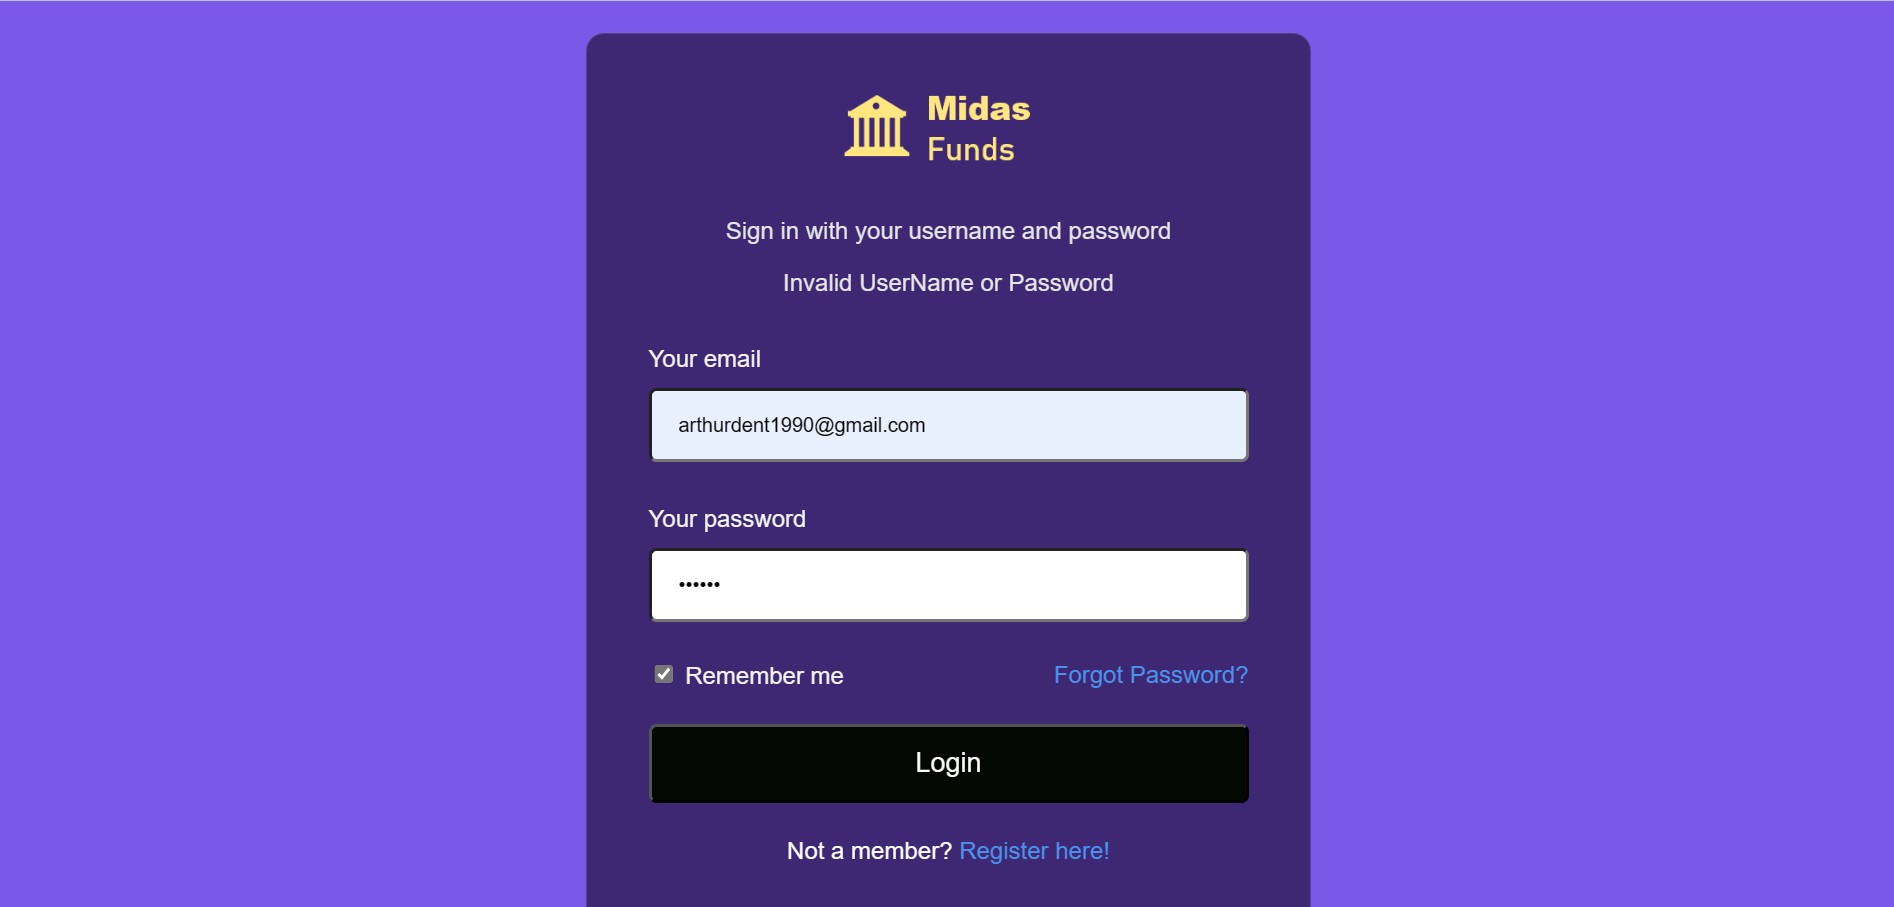 Midas
Funds
Sign in with your username and password
Invalid UserName or Password
Your email
arthurdent1990@gmail.com
Your password
••••••
Remember me
Forgot Password?
Login
Not a member? Register here!